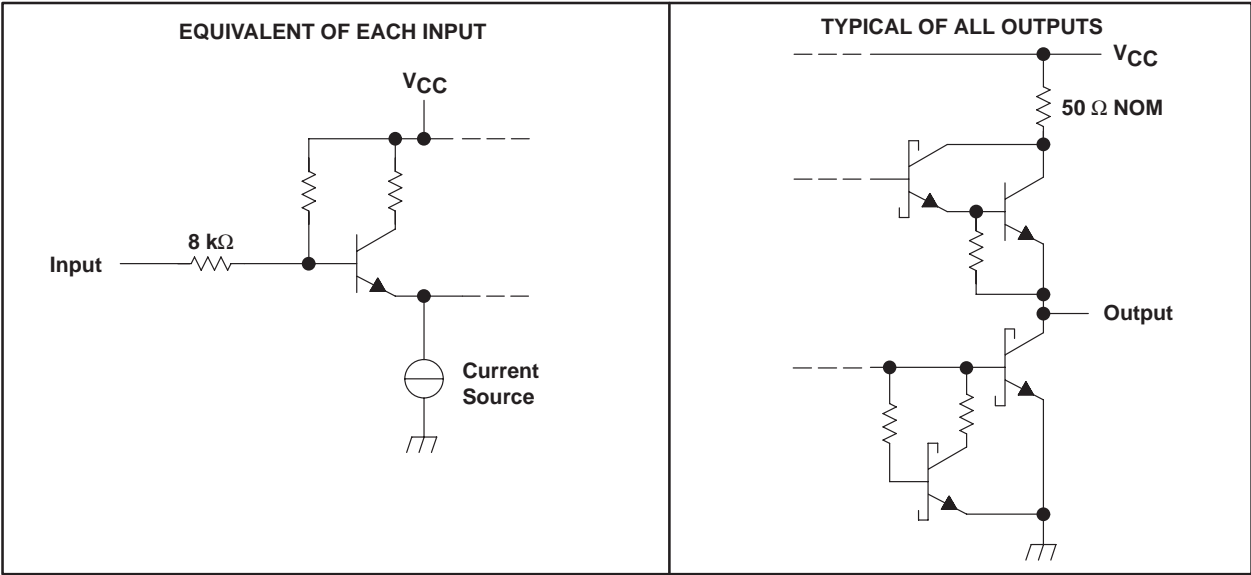 EQUIVALENT OF EACH INPUT
VCC
8 kΩ
Input
Current
Source
TYPICAL OF ALL OUTPUTS
VCC
50 Ω NOM
Output